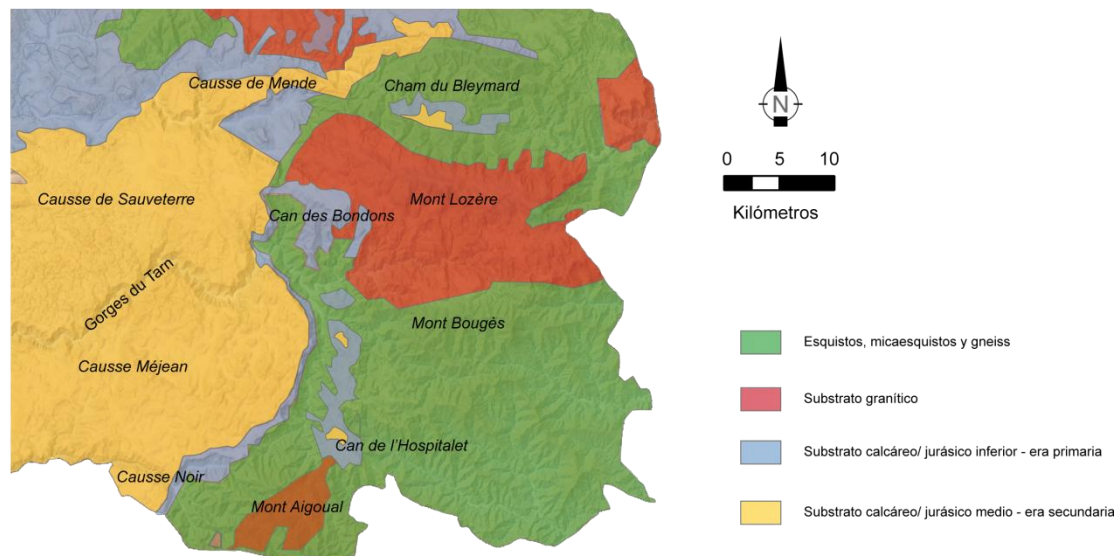 Causse de Mende
Cham du Bleymard
Causse de Sauveterre
Can des Bondons
Mont Lozère
Gorges du Tarn
Mont Bougès
Causse Méjean
Can de l'Hospitalet
Causse Noir
Mont Aigoual
N
0 5 10
Kilómetros
Esquistos, micaesquistos y gneiss
Substrato granítico
Substrato calcáreo/ jurásico inferior - era primaria
Substrato calcáreo/ jurásico medio - era secundaria